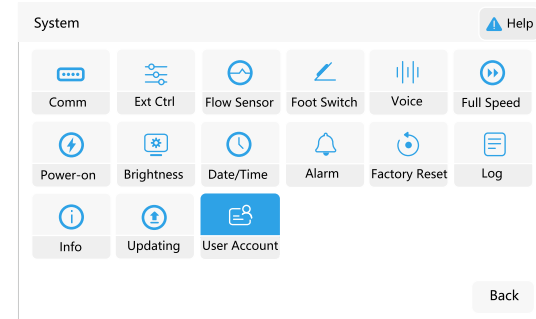 System
Help
Comm
Ext Ctrl
Flow Sensor
Foot Switch
Voice
Full Speed
Power-on
Brightness
Date/Time
Alarm
Factory Reset
Log
Info
Updating
User Account
Back